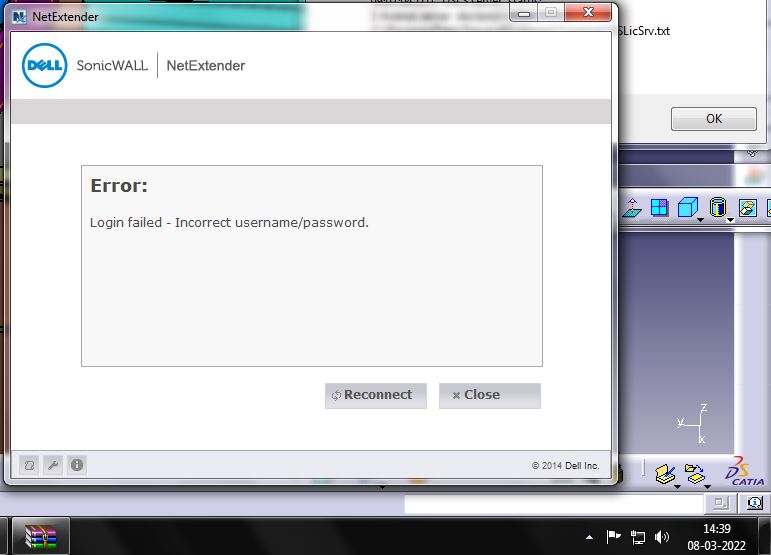 NetExtender
DELL
SonicWALL
NetExtender
SLicSrv.txt
OK
Error:
Login failed - Incorrect username/password.
Reconnect
Close
© 2014 Dell Inc.
z
y
x
DS
CATIA
14:39
08-03-2022